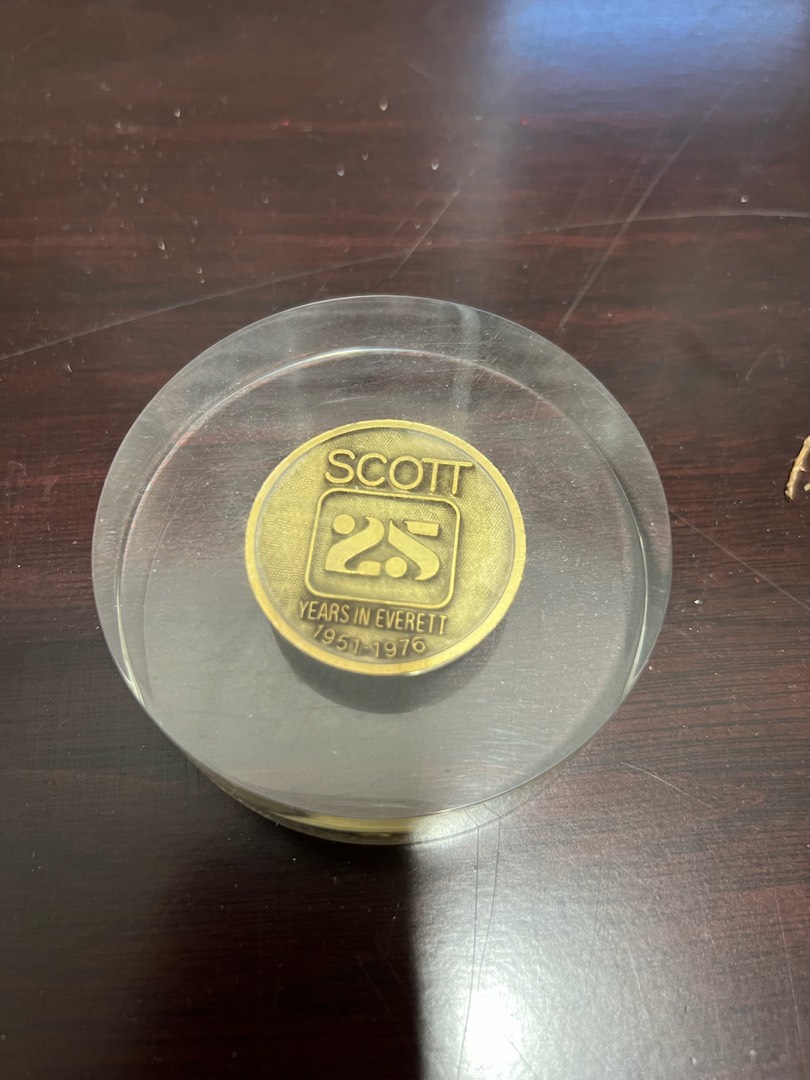 SCOTT
25
YEARS IN EVERETT
1951-1976